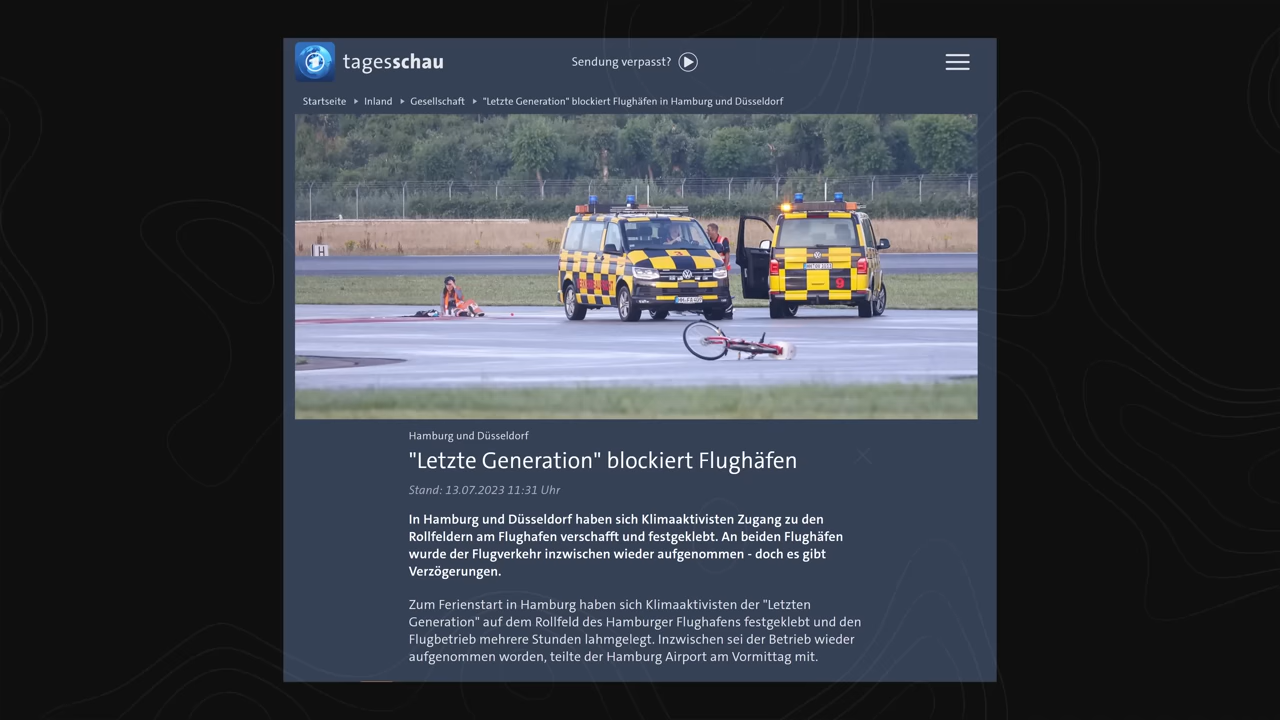 tagesschau
Sendung verpasst?
Startseite Inland Gesellschaft "Letzte Generation" blockiert Flughäfen in Hamburg und Düsseldorf
H
9
Hamburg und Düsseldorf
"Letzte Generation" blockiert Flughäfen
Stand: 13.07.2023 11:31 Uhr
In Hamburg und Düsseldorf haben sich Klimaaktivisten Zugang zu den
Rollfeldern am Flughafen verschafft und festgeklebt. An beiden Flughäfen
wurde der Flugverkehr inzwischen wieder aufgenommen - doch es gibt
Verzögerungen.
Zum Ferienstart in Hamburg haben sich Klimaaktivisten der "Letzten
Generation" auf dem Rollfeld des Hamburger Flughafens festgeklebt und den
Flugbetrieb mehrere Stunden lahmgelegt. Inzwischen sei der Betrieb wieder
aufgenommen worden, teilte der Hamburg Airport am Vormittag mit.